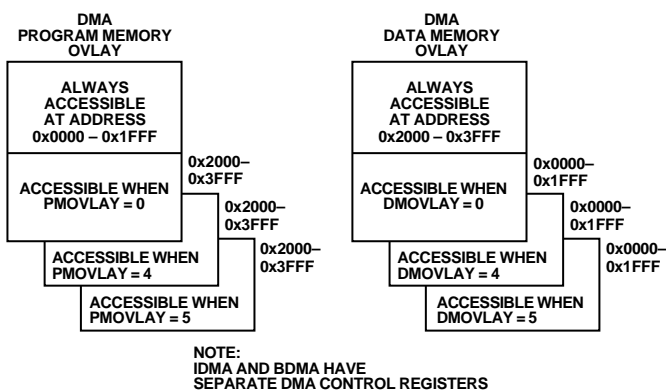 DMA
PROGRAM MEMORY
OVLAY
ALWAYS
ACCESSIBLE
AT ADDRESS
0x0000 – 0x1FFF
0x2000–
0x3FFF
ACCESSIBLE WHEN
PMOVLAY = 0
0x2000–
0x3FFF
ACCESSIBLE WHEN
PMOVLAY = 4
0x2000–
0x3FFF
ACCESSIBLE WHEN
PMOVLAY = 5
DMA
DATA MEMORY
OVLAY
ALWAYS
ACCESSIBLE
AT ADDRESS
0x2000 – 0x3FFF
0x0000–
0x1FFF
ACCESSIBLE WHEN
DMOVLAY = 0
0x0000–
0x1FFF
ACCESSIBLE WHEN
DMOVLAY = 4
0x0000–
0x1FFF
ACCESSIBLE WHEN
DMOVLAY = 5
NOTE:
IDMA AND BDMA HAVE
SEPARATE DMA CONTROL REGISTERS